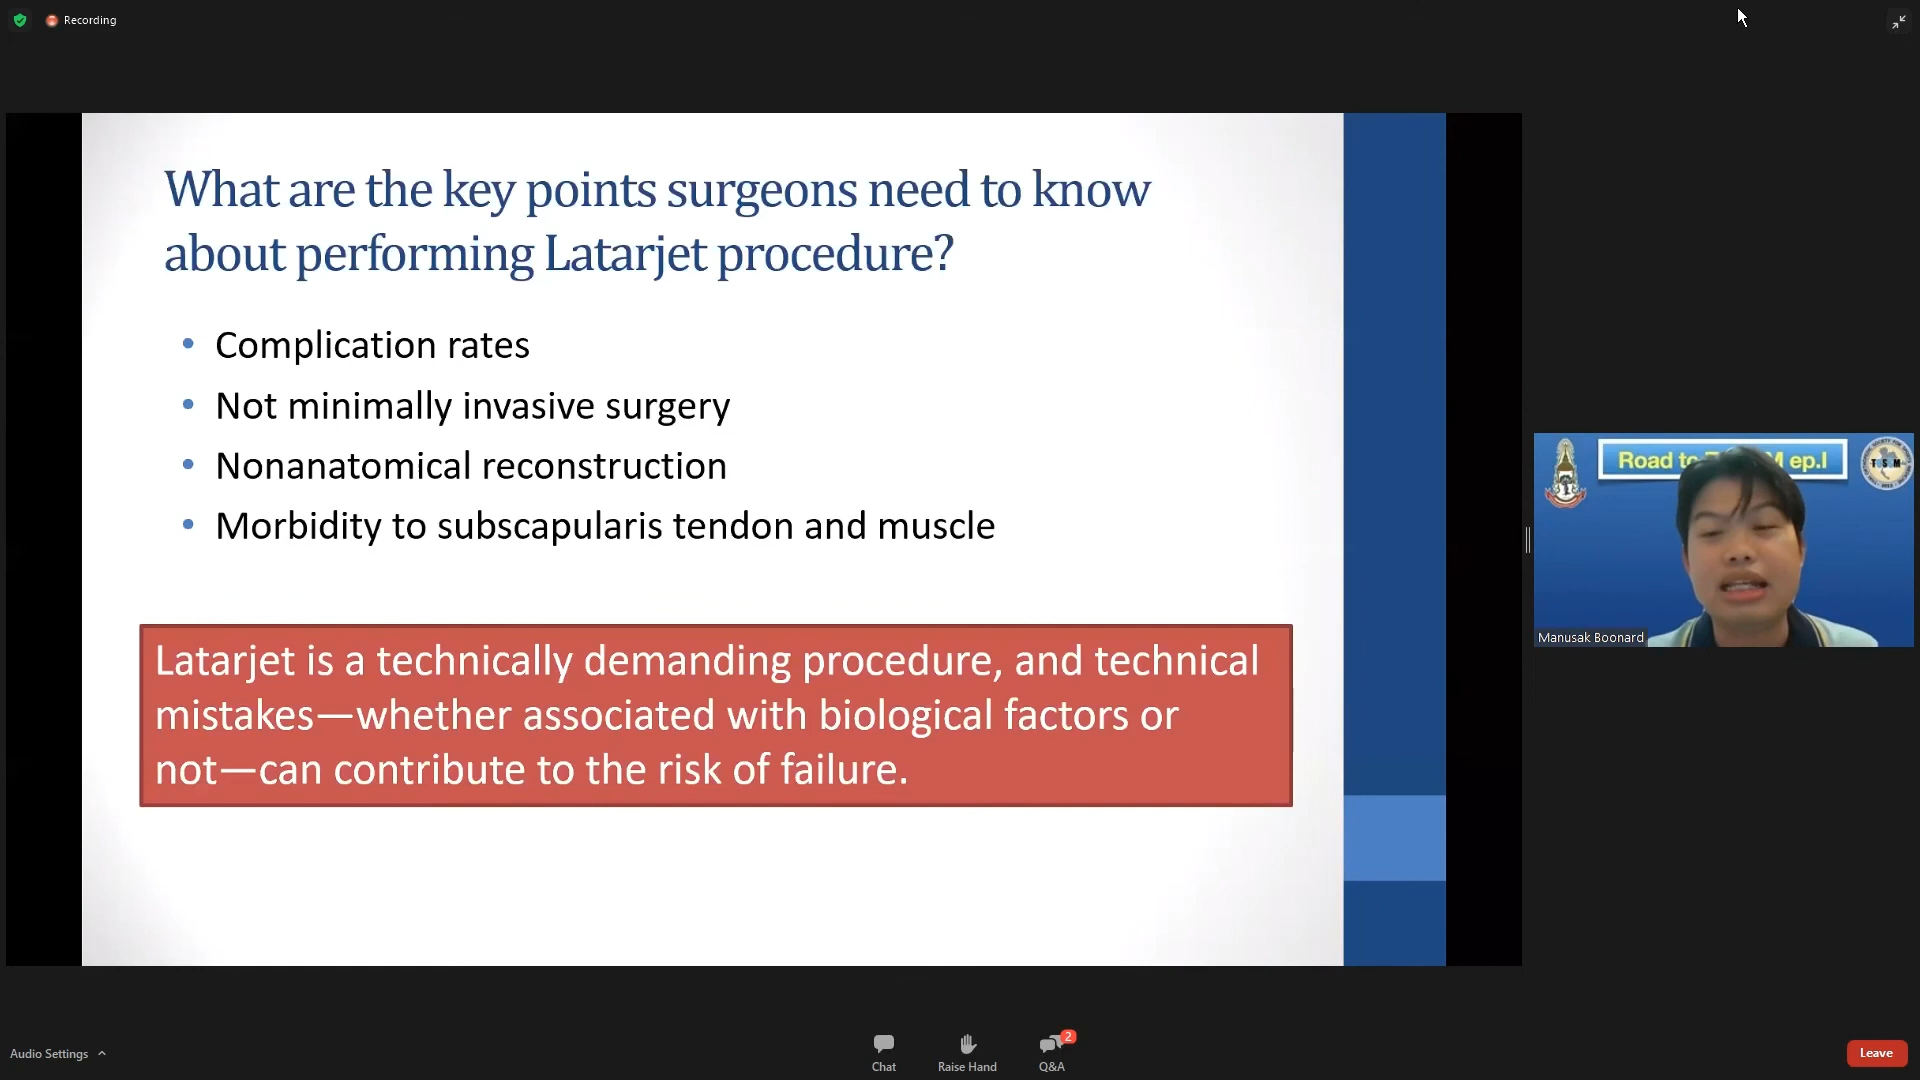 Recording
What are the key points surgeons need to know
about performing Latarjet procedure?
• Complication rates
• Not minimally invasive surgery
• Nonanatomical reconstruction
• Morbidity to subscapularis tendon and muscle
Latarjet is a technically demanding procedure, and technical
mistakes—whether associated with biological factors or
not—can contribute to the risk of failure.
Road to
M ep.I
Manusak Boonard
Audio Settings
Chat
Raise Hand
2
Q&A
Leave